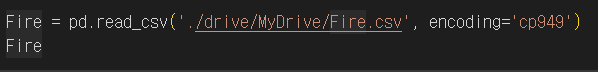 Fire = pd.read_csv('./drive/MyDrive/Fire.csv', encoding='cp949')
Fire